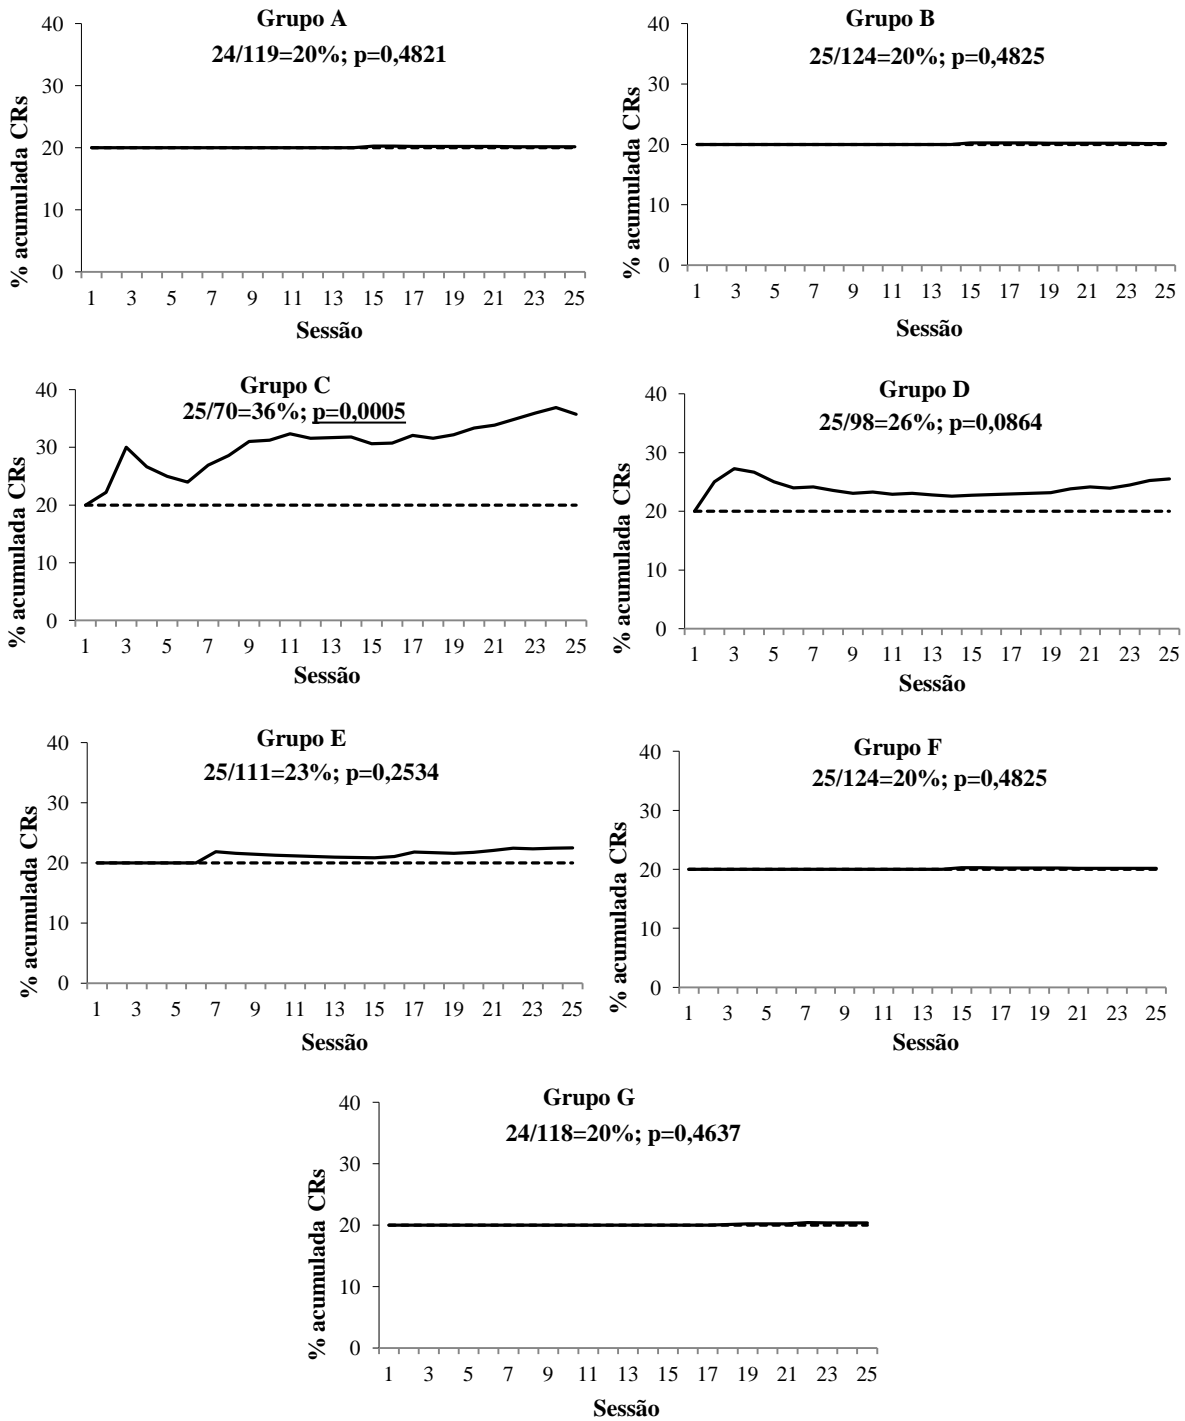 Grupo A
24/119=20%; p=0,4821
% acumulada CRs
40
30
20
10
0
1 3 5 7 9 11 13 15 17 19 21 23 25
Sessão
Grupo B
25/124=20%; p=0,4825
% acumulada CRs
40
30
20
10
0
1 3 5 7 9 11 13 15 17 19 21 23 25
Sessão
Grupo C
25/70=36%; p=0,0005
% acumulada CRs
40
30
20
10
0
1 3 5 7 9 11 13 15 17 19 21 23 25
Sessão
Grupo D
25/98=26%; p=0,0864
% acumulada CRs
40
30
20
10
0
1 3 5 7 9 11 13 15 17 19 21 23 25
Sessão
Grupo E
25/111=23%; p=0,2534
% acumulada CRs
40
30
20
10
0
1 3 5 7 9 11 13 15 17 19 21 23 25
Sessão
Grupo F
25/124=20%; p=0,4825
% acumulada CRs
40
30
20
10
0
1 3 5 7 9 11 13 15 17 19 21 23 25
Sessão
Grupo G
24/118=20%; p=0,4637
% acumulada CRs
40
30
20
10
0
1 3 5 7 9 11 13 15 17 19 21 23 25
Sessão